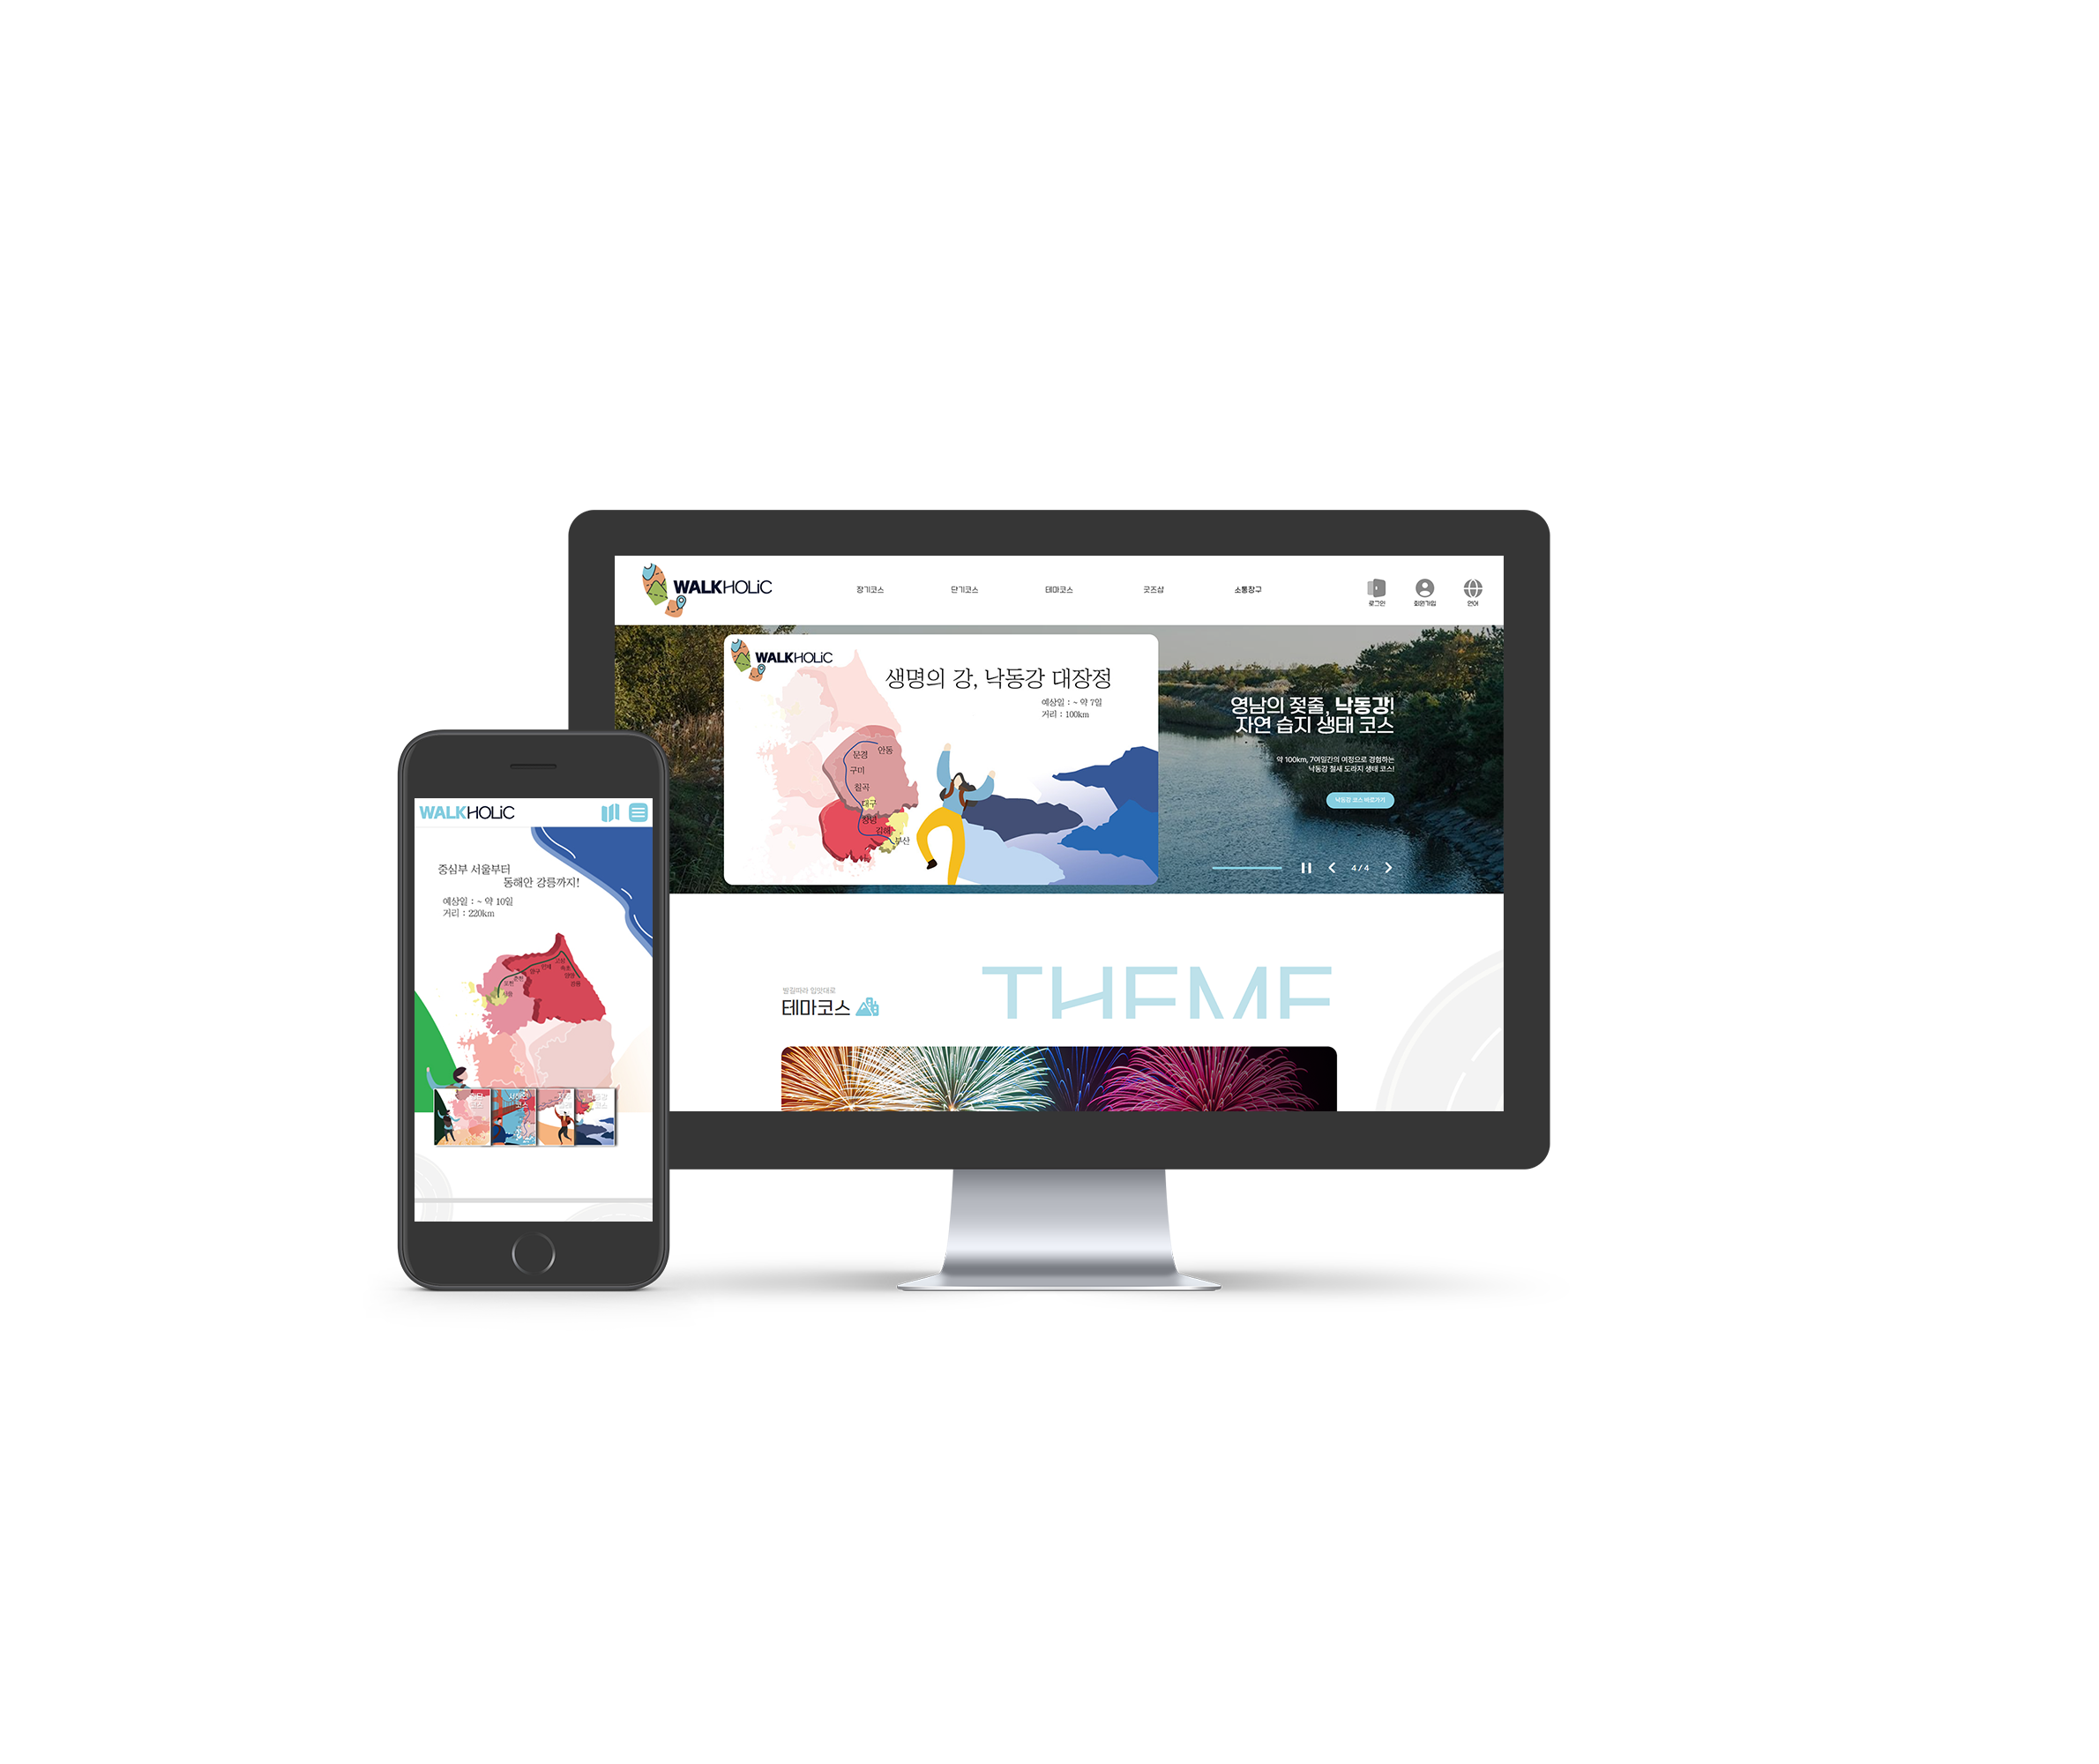 WALKHOLiC
장기코스
단기코스
테마코스
굿즈샵
소통창구
로그인
회원가입
언어
WALKHOLiC
생명의 강, 낙동강 대장정
예상일 : ~ 약 7일
거리 : 100km
문경
안동
구미
칠곡
대구
창녕
김해
부산
영남의 젖줄, 낙동강!
자연 습지 생태 코스
약 100km, 7여일간의 여정으로 경험하는
낙동강 철새 도라지 생태 코스!
낙동강 코스 바로가기
4 / 4
발길따라 입맛대로
테마코스
THEME
WALKHOLiC
중심부 서울부터
동해안 강릉까지!
예상일 : ~ 약 10일
거리 : 220km